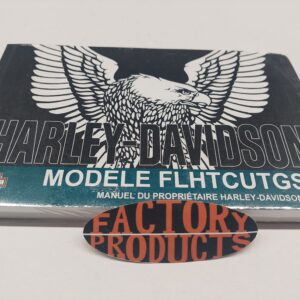 HARLEY-DAVIDSON
MODÈLE FLHTCUTGS
MANUEL DU PROPRIÉTAIRE HARLEY-DAVIDSON
FACTORY
PRODUCTS